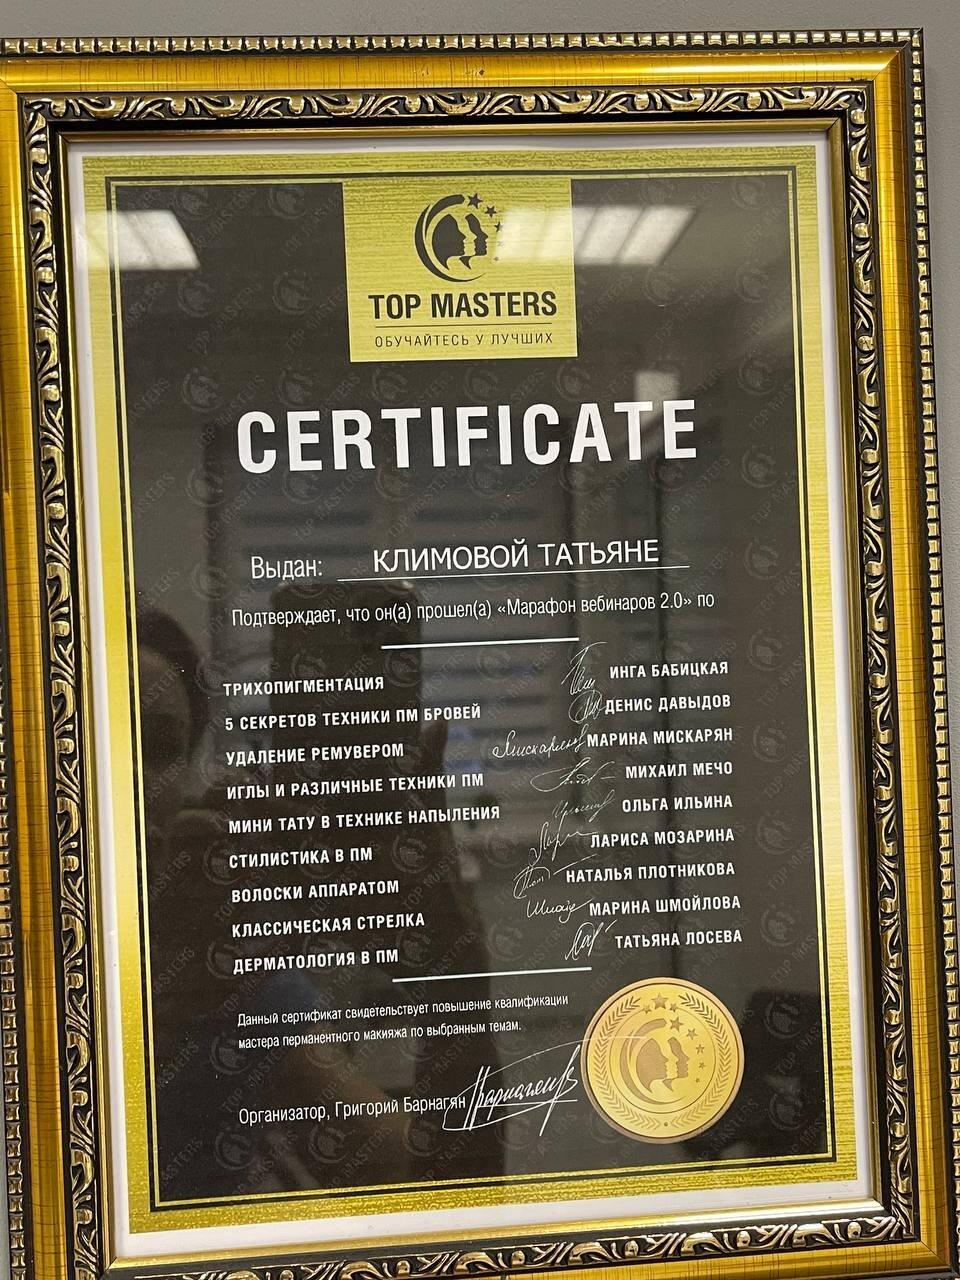 TOP MASTERS
ОБУЧАЙТЕСЬ У ЛУЧШИХ
CERTIFICATE
Выдан: КЛИМОВОЙ ТАТЬЯНЕ
Подтверждает, что он(а) прошел(а) «Марафон вебинаров 2.0» по
ТРИХОПИГМЕНТАЦИЯ ИНГА БАБИЦКАЯ
5 СЕКРЕТОВ ТЕХНИКИ ПМ БРОВЕЙ ДЕНИС ДАВЫДОВ
УДАЛЕНИЕ РЕМУВЕРОМ МАРИНА МИСКАРЯН
ИГЛЫ И РАЗЛИЧНЫЕ ТЕХНИКИ ПМ МИХАИЛ МЕЧО
МИНИ ТАТУ В ТЕХНИКЕ НАПЫЛЕНИЯ ОЛЬГА ИЛЬИНА
СТИЛИСТИКА В ПМ ЛАРИСА МОЗАРИНА
ВОЛОСКИ АППАРАТОМ НАТАЛЬЯ ПЛОТНИКОВА
КЛАССИЧЕСКАЯ СТРЕЛКА МАРИНА ШМОЙЛОВА
ДЕРМАТОЛОГИЯ В ПМ ТАТЬЯНА ЛОСЕВА
Данный сертификат свидетельствует повышение квалификации
мастера перманентного макияжа по выбранным темам.
Организатор, Григорий Барнагян